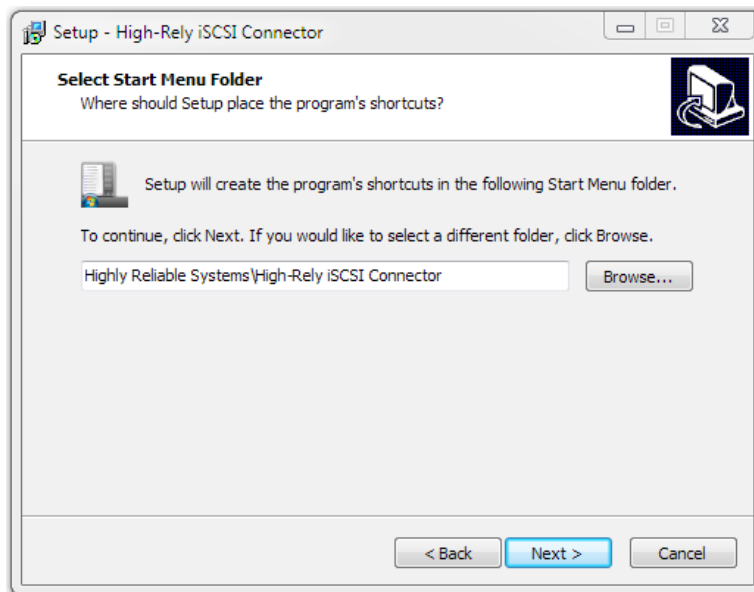 Setup - High-Rely iSCSI Connector
Select Start Menu Folder
Where should Setup place the program's shortcuts?
Setup will create the program's shortcuts in the following Start Menu folder.
To continue, click Next. If you would like to select a different folder, click Browse.
Highly Reliable Systems\High-Rely iSCSI Connector
Browse...
< Back
Next >
Cancel